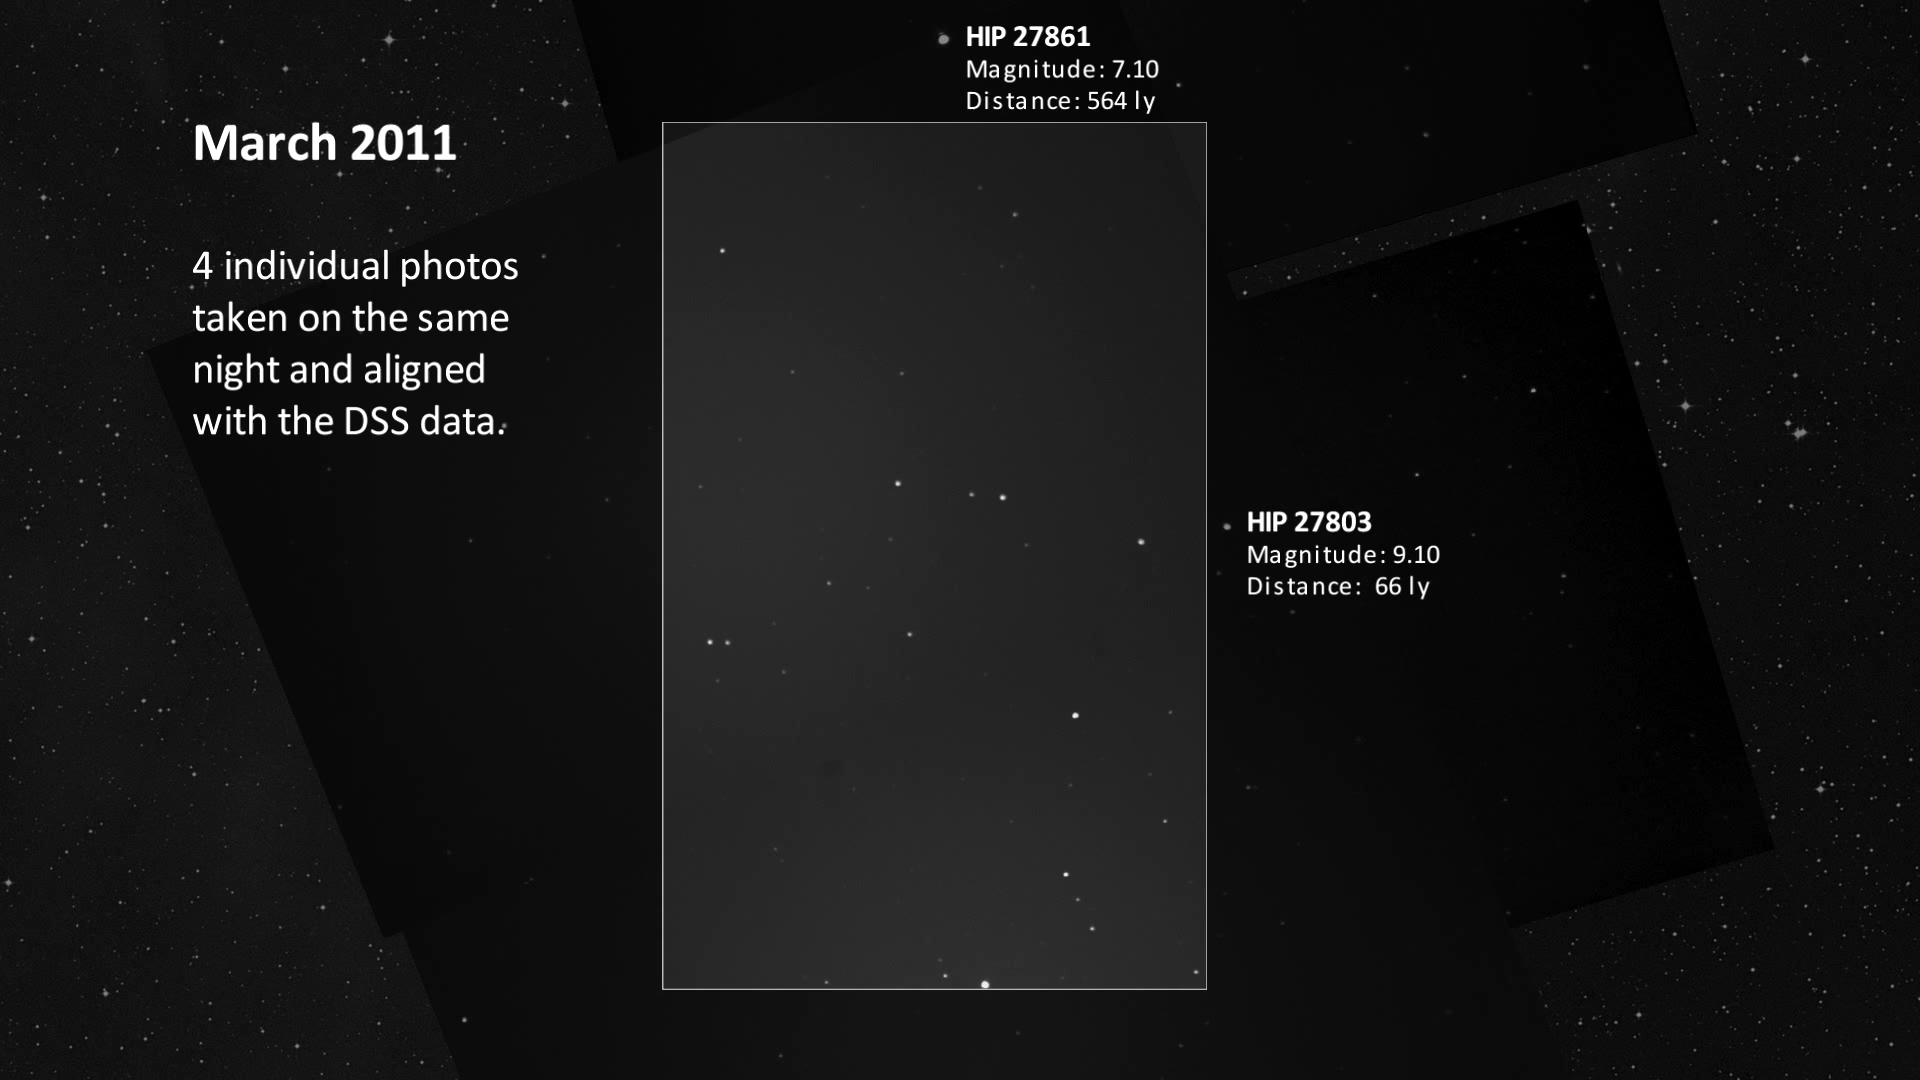 HIP 27861
Magnitude: 7.10
Distance: 564 ly
March 2011
4 individual photos
taken on the same
night and aligned
with the DSS data.
HIP 27803
Magnitude: 9.10
Distance: 66 ly